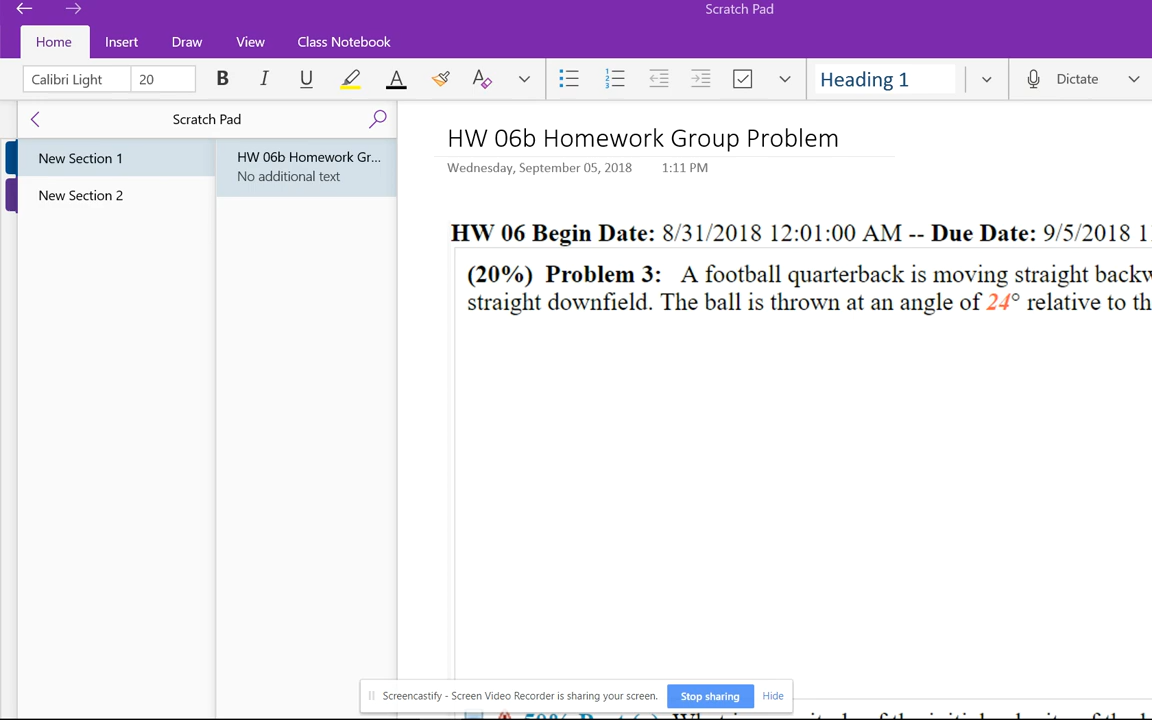 Scratch Pad
Home Insert Draw View Class Notebook
Calibri Light 20 B I U A A Heading 1 Dictate
Scratch Pad
New Section 1
New Section 2
HW 06b Homework Gr...
No additional text
HW 06b Homework Group Problem
Wednesday, September 05, 2018 1:11 PM
HW 06 Begin Date: 8/31/2018 12:01:00 AM -- Due Date: 9/5/2018
(20%) Problem 3: A football quarterback is moving straight
straight downfield. The ball is thrown at an angle of 24° relative to
Screencastify - Screen Video Recorder is sharing your screen. Stop sharing Hide